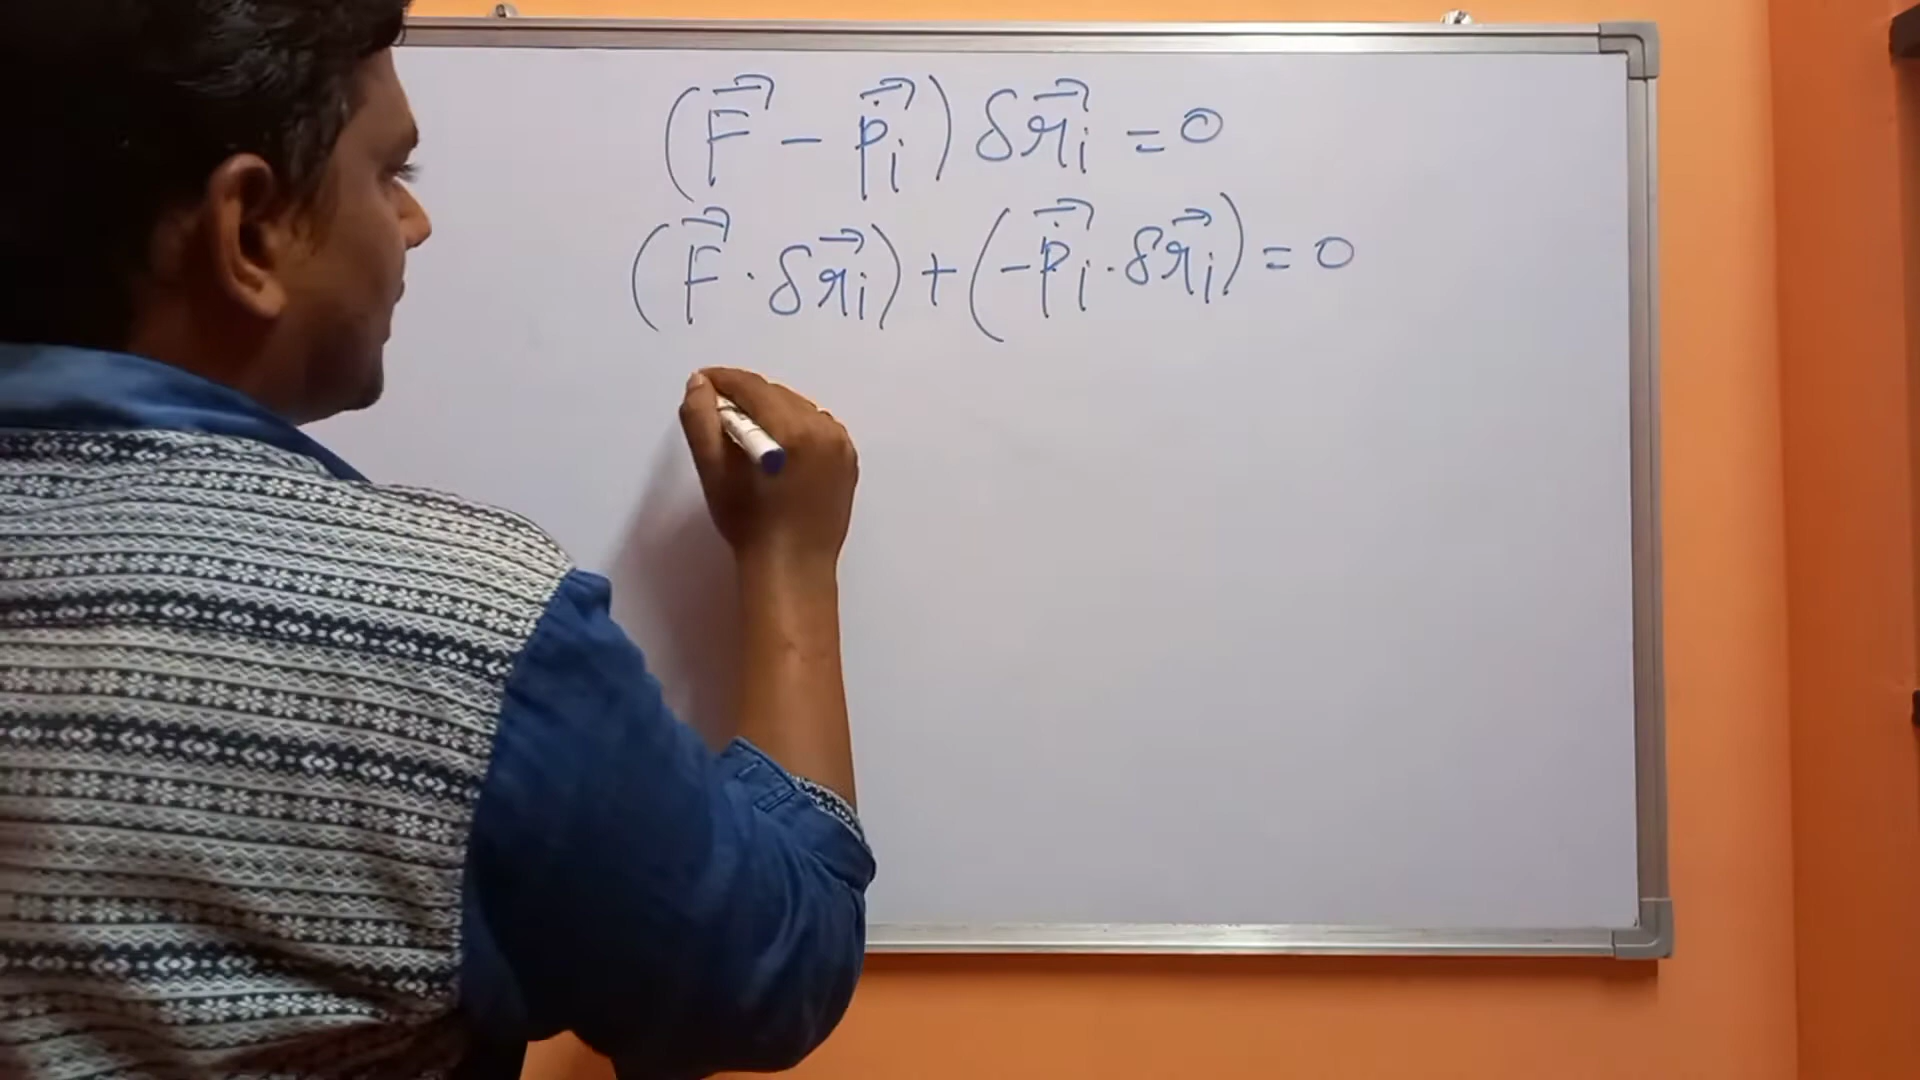 (F⃗ - ṗ⃗ᵢ) δr⃗ᵢ = 0
(F⃗ · δr⃗ᵢ) + (-ṗ⃗ᵢ · δr⃗ᵢ) = 0